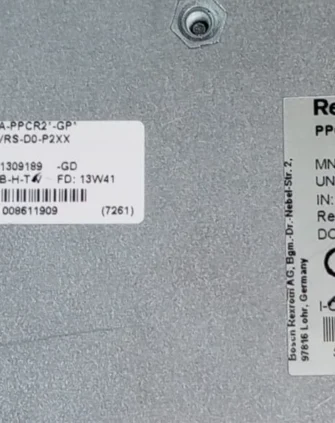 A-PPCR2'-GP'
/RS-D0-P2XX
1309189 -GD
B-H-T FD: 13W41
008611909 (7261)
Re
PP
MN
UN
IN:
Re
DO
I-
Bosch Rexroth AG, Bgm.-Dr.-Nebel-Str. 2,
97816 Lohr, Germany